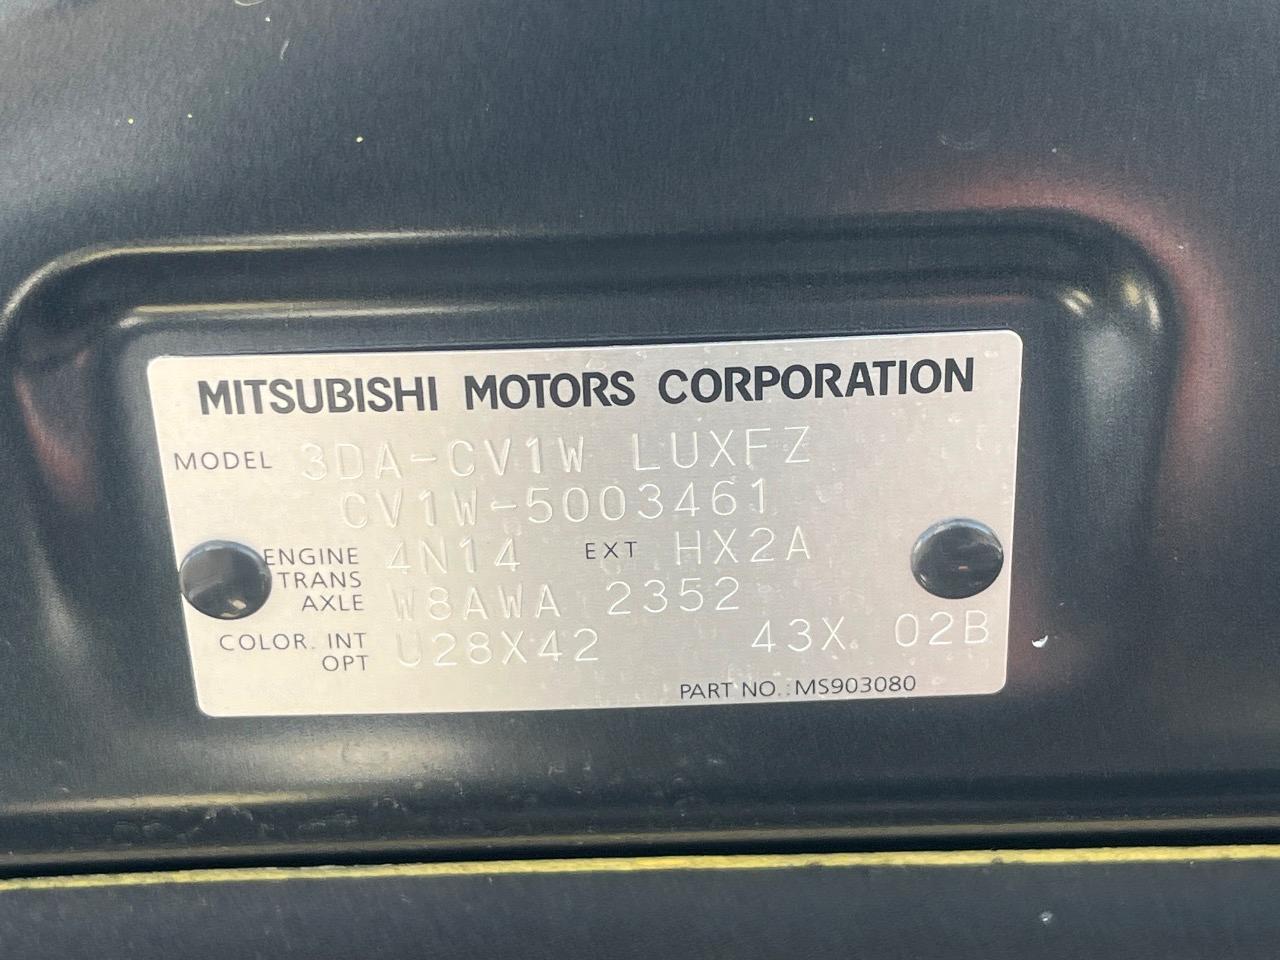 MITSUBISHI MOTORS CORPORATION
MODEL 3DA-CV1W LUXFZ
CV1W-5003461
ENGINE 4N14 EXT HX2A
TRANS
AXLE W8AWA 2352
COLOR. INT U28X42 43X 02B
OPT
PART NO.:MS903080